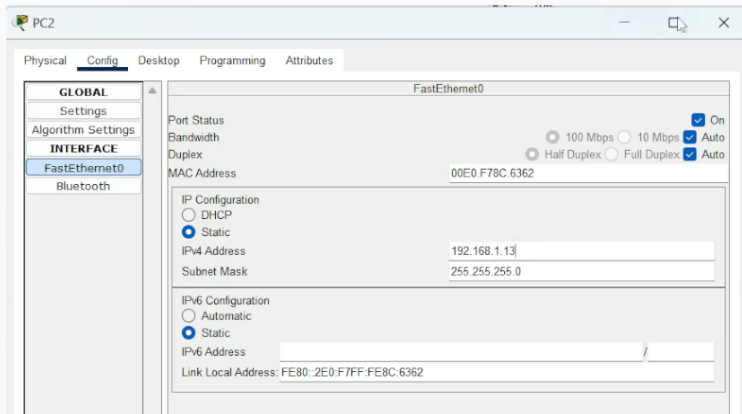 PC2
Physical Config Desktop Programming Attributes
GLOBAL
Settings
Algorithm Settings
INTERFACE
FastEthernet0
Bluetooth
FastEthernet0
Port Status On
Bandwidth 100 Mbps 10 Mbps Auto
Duplex Half Duplex Full Duplex Auto
MAC Address 00E0.F78C.6362
IP Configuration
DHCP
Static
IPv4 Address 192.168.1.13
Subnet Mask 255.255.255.0
IPv6 Configuration
Automatic
Static
IPv6 Address /
Link Local Address: FE80::2E0:F7FF:FE8C:6362